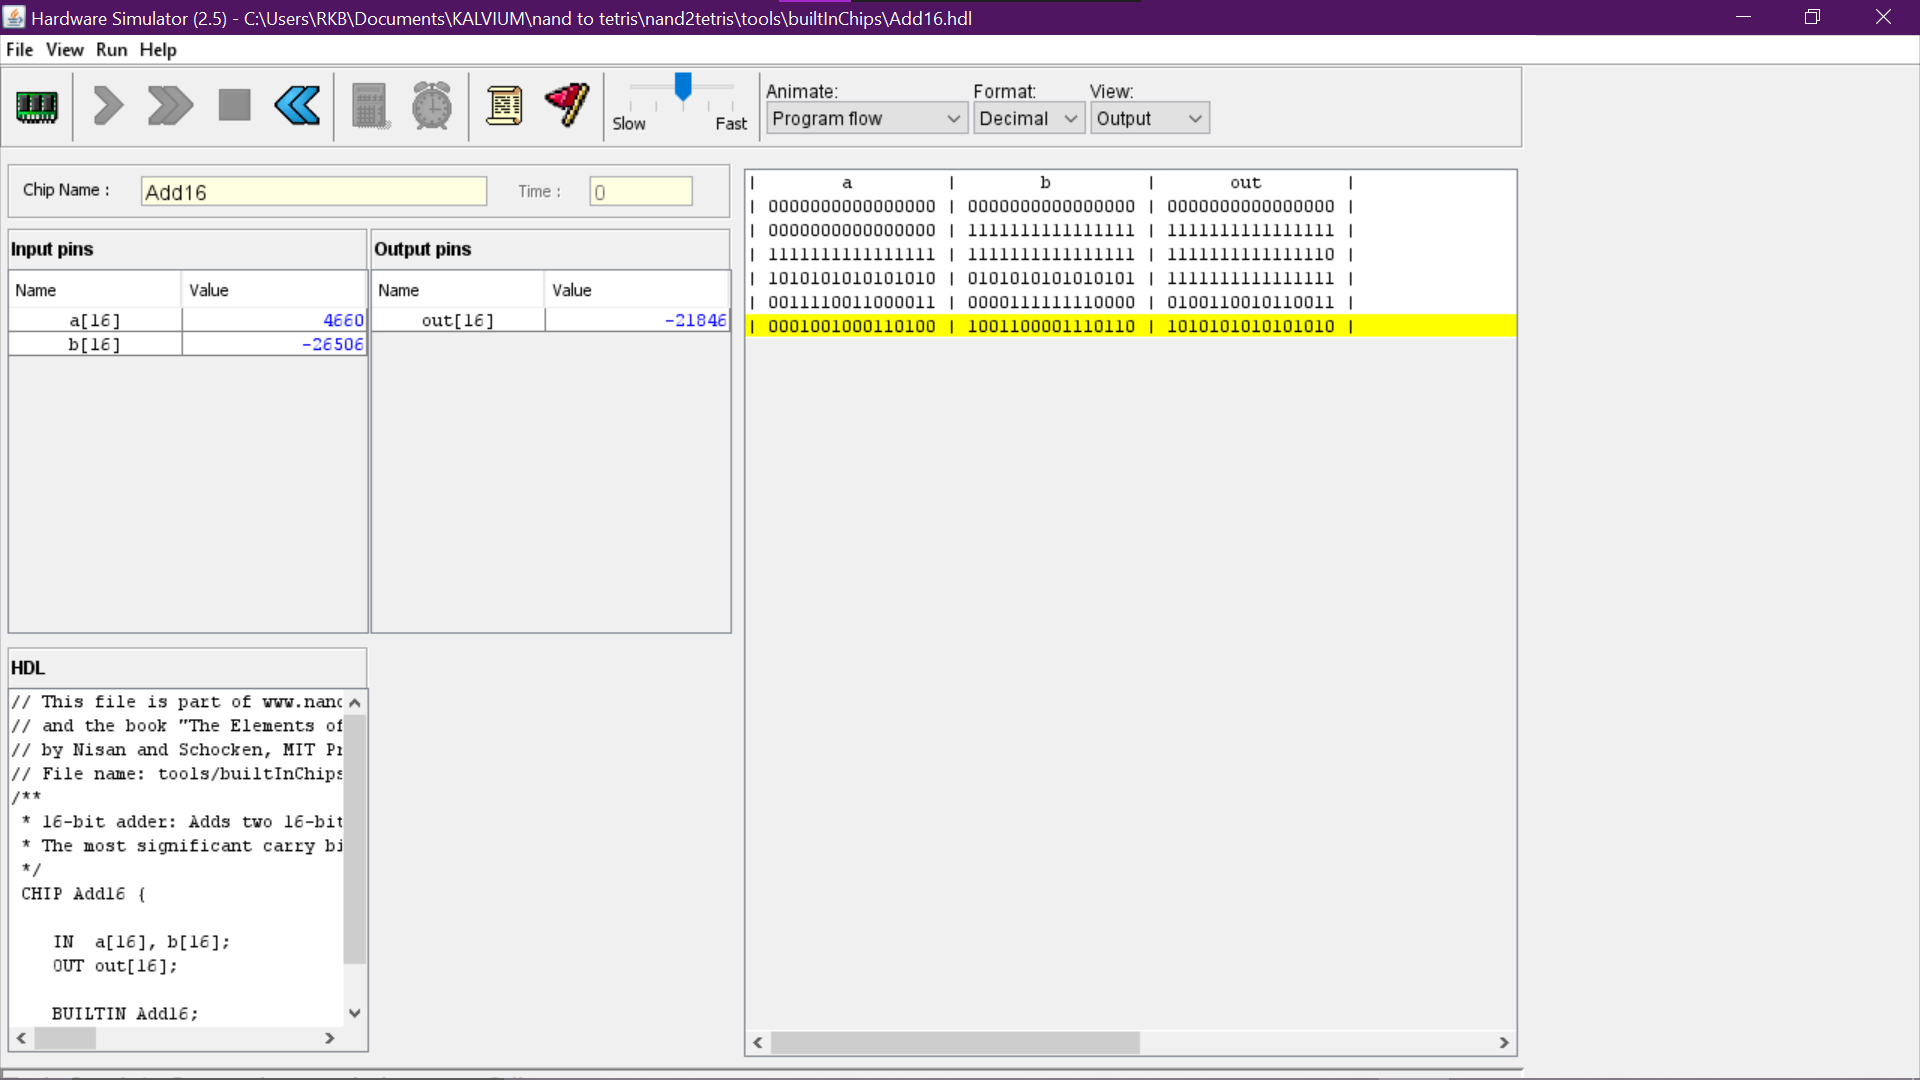 Hardware Simulator (2.5) - C:\Users\RKB\Documents\KALVIUM\nand to tetris\nand2tetris\tools\builtInChips\Add16.hdl
File View Run Help
Slow Fast
Animate: Format: View:
Program flow Decimal Output
Chip Name : Add16 Time : 0
Input pins
Name Value
a[16] 4660
b[16] -26506
Output pins
Name Value
out[16] -21846
HDL
// This file is part of www.nand
// and the book "The Elements of
// by Nisan and Schocken, MIT Pr
// File name: tools/builtInChips
/**
* 16-bit adder: Adds two 16-bit
* The most significant carry bi
*/
CHIP Add16 {
IN a[16], b[16];
OUT out[16];
BUILTIN Add16;
| a | b | out |
| 0000000000000000 | 0000000000000000 | 0000000000000000 |
| 0000000000000000 | 1111111111111111 | 1111111111111111 |
| 1111111111111111 | 1111111111111111 | 1111111111111110 |
| 1010101010101010 | 0101010101010101 | 1111111111111111 |
| 0011110011000011 | 0000111111110000 | 0100110010110011 |
| 0001001000110100 | 1001100001110110 | 1010101010101010 |